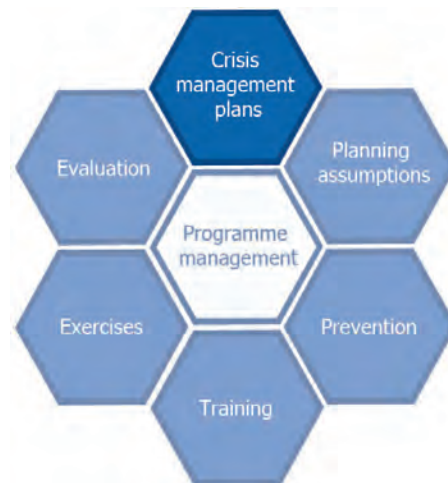 Crisis
management
plans
Evaluation
Planning
assumptions
Programme
management
Exercises
Prevention
Training